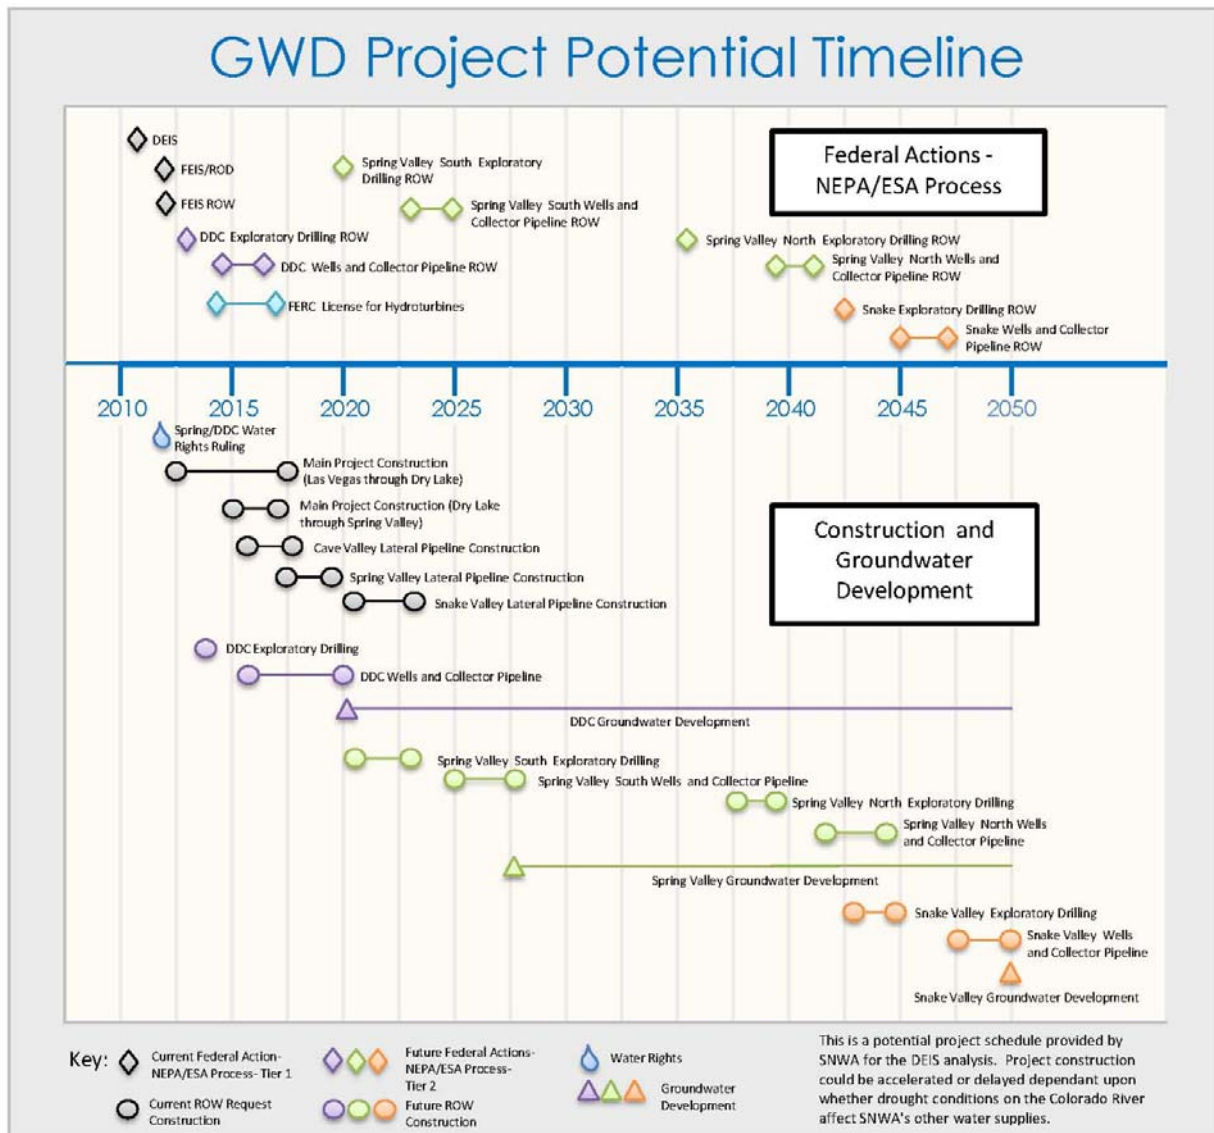 GWD Project Potential Timeline
Federal Actions -
NEPA/ESA Process
DEIS
FEIS/ROD
FEIS ROW
DDC Exploratory Drilling ROW
DDC Wells and Collector Pipeline ROW
FERC License for Hydroturbines
Spring Valley South Exploratory
Drilling ROW
Spring Valley South Wells and
Collector Pipeline ROW
Spring Valley North Exploratory Drilling ROW
Spring Valley North Wells and
Collector Pipeline ROW
Snake Exploratory Drilling ROW
Snake Wells and Collector
Pipeline ROW
2010 2015 2020 2025 2030 2035 2040 2045 2050
Spring/DDC Water
Rights Ruling
Main Project Construction
(Las Vegas through Dry Lake)
Main Project Construction (Dry Lake
through Spring Valley)
Cave Valley Lateral Pipeline Construction
Spring Valley Lateral Pipeline Construction
Snake Valley Lateral Pipeline Construction
Construction and
Groundwater
Development
DDC Exploratory Drilling
DDC Wells and Collector Pipeline
DDC Groundwater Development
Spring Valley South Exploratory Drilling
Spring Valley South Wells and Collector Pipeline
Spring Valley North Exploratory Drilling
Spring Valley North Wells
and Collector Pipeline
Spring Valley Groundwater Development
Snake Valley Exploratory Drilling
Snake Valley Wells
and Collector Pipeline
Snake Valley Groundwater Development
Key:
Current Federal Action-
NEPA/ESA Process- Tier 1
Current ROW Request
Construction
Future Federal Actions-
NEPA/ESA Process-
Tier 2
Future ROW
Construction
Water Rights
Groundwater
Development
This is a potential project schedule provided by
SNWA for the DEIS analysis. Project construction
could be accelerated or delayed dependant upon
whether drought conditions on the Colorado River
affect SNWA's other water supplies.